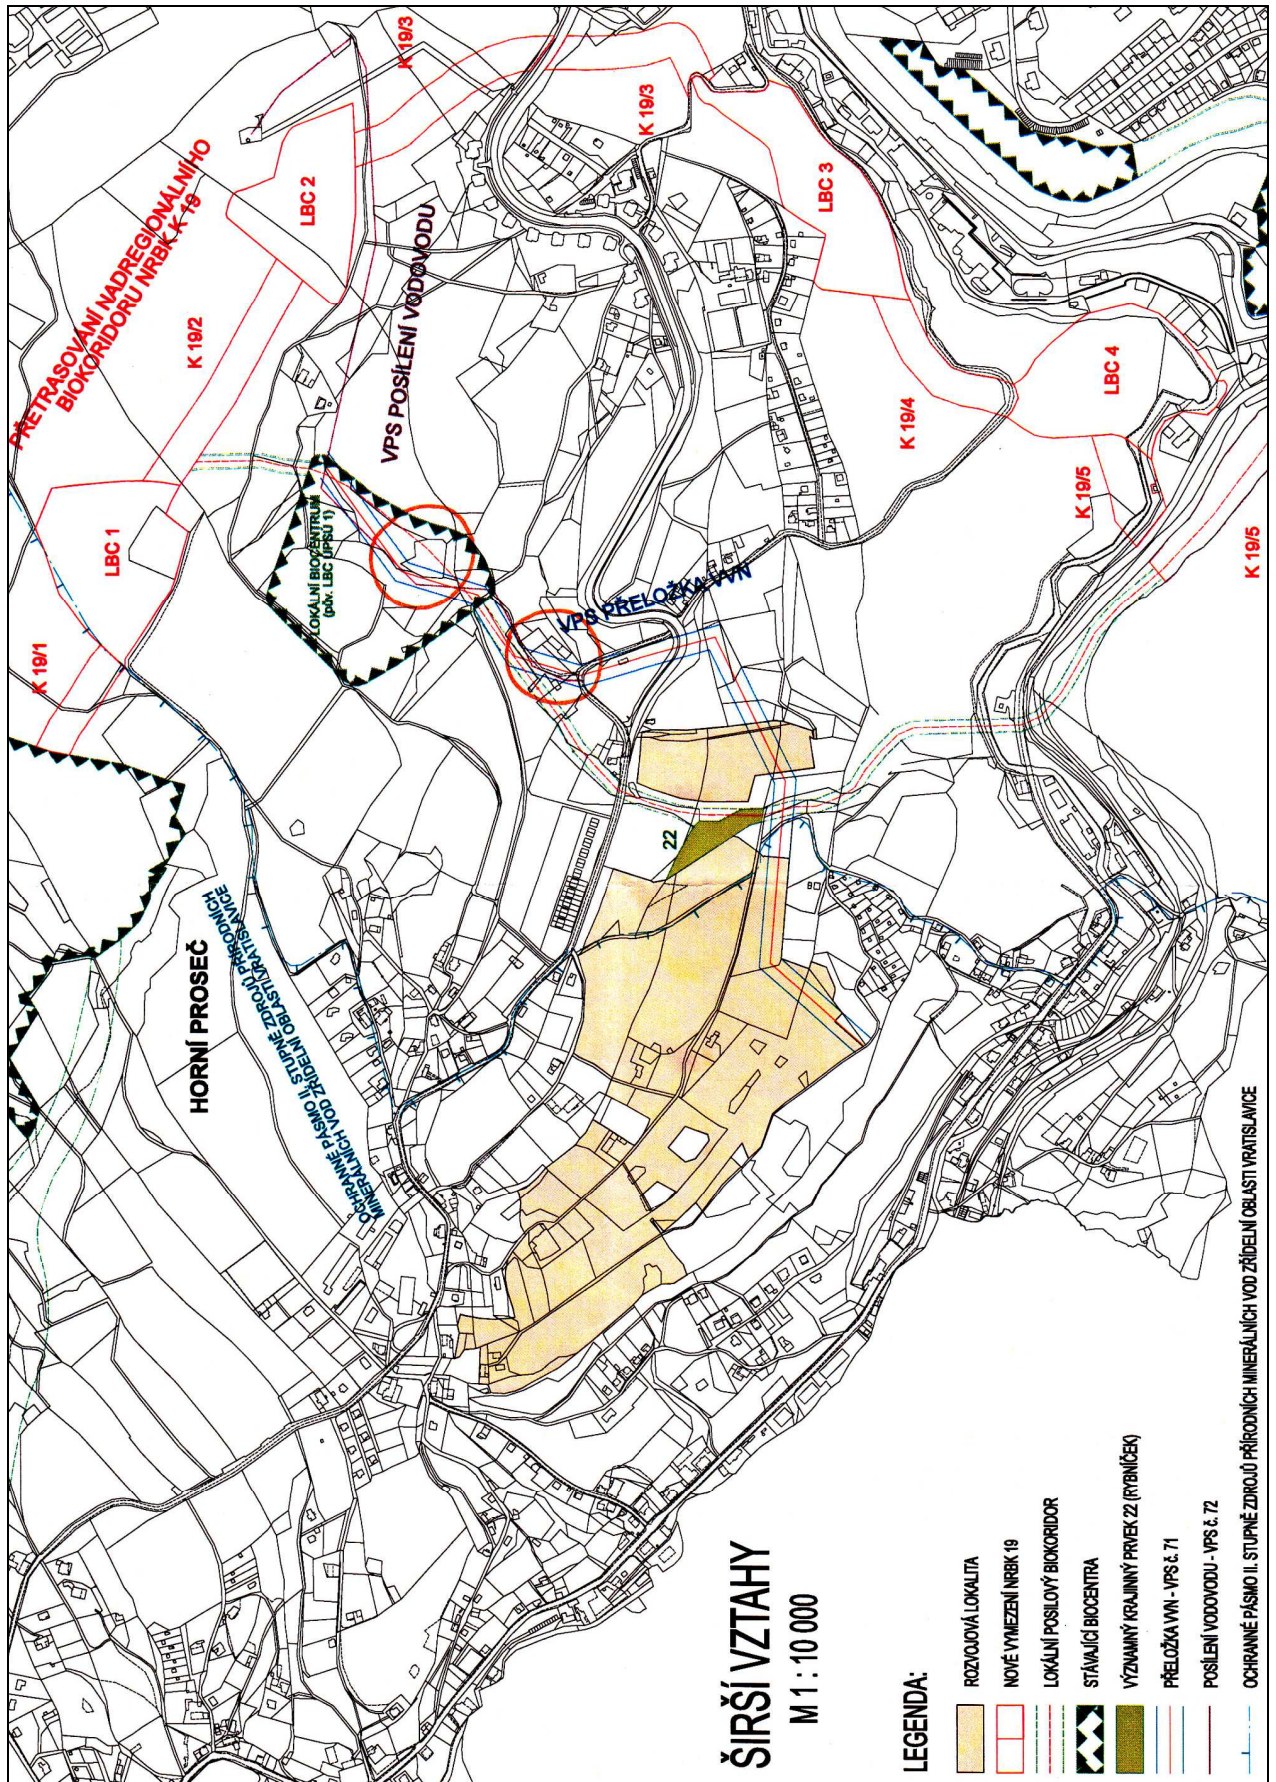 PŘETRASOVÁNÍ NADREGIONÁLNÍHO
BIOKORIDORU NRBK K 19
K 19/3
K 19/3
LBC 2
K 19/2
LBC 1
K 19/1
VPS POSÍLENÍ VODOVODU
LOKÁLNÍ BIOCENTRUM
(pův. LBC ÚPSÚ 1)
VPS PŘELOŽKA VVN
LBC 3
K 19/4
LBC 4
K 19/5
K 19/5
22
HORNÍ PROSEČ
OCHRANNÉ PÁSMO II. STUPNĚ ZDROJŮ PŘÍRODNÍCH
MINERÁLNÍCH VOD ZŘÍDELNÍ OBLASTI VRATISLAVICE
ŠIRŠÍ VZTAHY
M 1 : 10 000
LEGENDA:
ROZVOJOVÁ LOKALITA
NOVÉ VYMEZENÍ NRBK 19
LOKÁLNÍ POSILOVÝ BIOKORIDOR
STÁVAJÍCÍ BIOCENTRA
VÝZNAMNÝ KRAJINNÝ PRVEK 22 (RYBNÍČEK)
PŘELOŽKA VVN - VPS č. 71
POSÍLENÍ VODOVODU - VPS č. 72
OCHRANNÉ PÁSMO II. STUPNĚ ZDROJŮ PŘÍRODNÍCH MINERÁLNÍCH VOD ZŘÍDELNÍ OBLASTI VRATISLAVICE